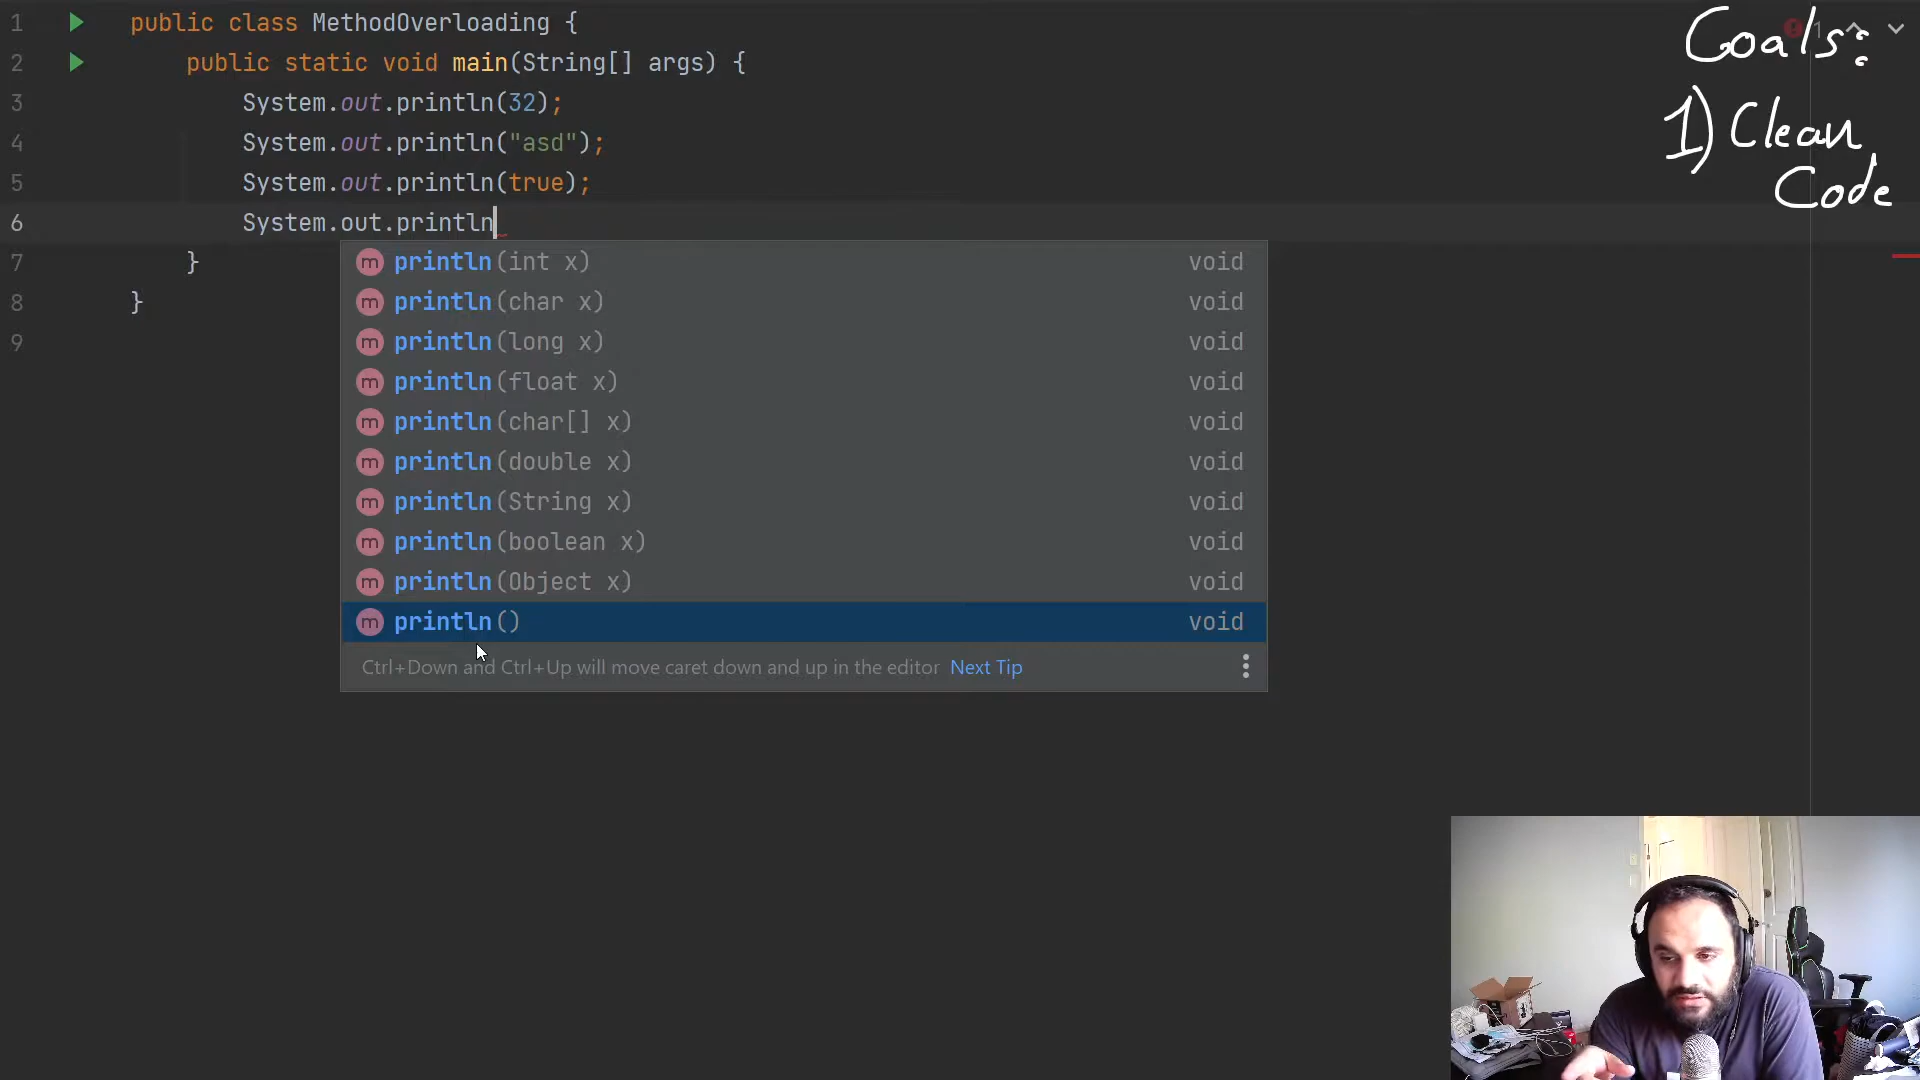 1 public class MethodOverloading {
2 public static void main(String[] args) {
3 System.out.println(32);
4 System.out.println("asd");
5 System.out.println(true);
6 System.out.println
7 }
8 }
9
m println(int x) void
m println(char x) void
m println(long x) void
m println(float x) void
m println(char[] x) void
m println(double x) void
m println(String x) void
m println(boolean x) void
m println(Object x) void
m println() void
Ctrl+Down and Ctrl+Up will move caret down and up in the editor Next Tip
1
Goals:
1) Clean
Code